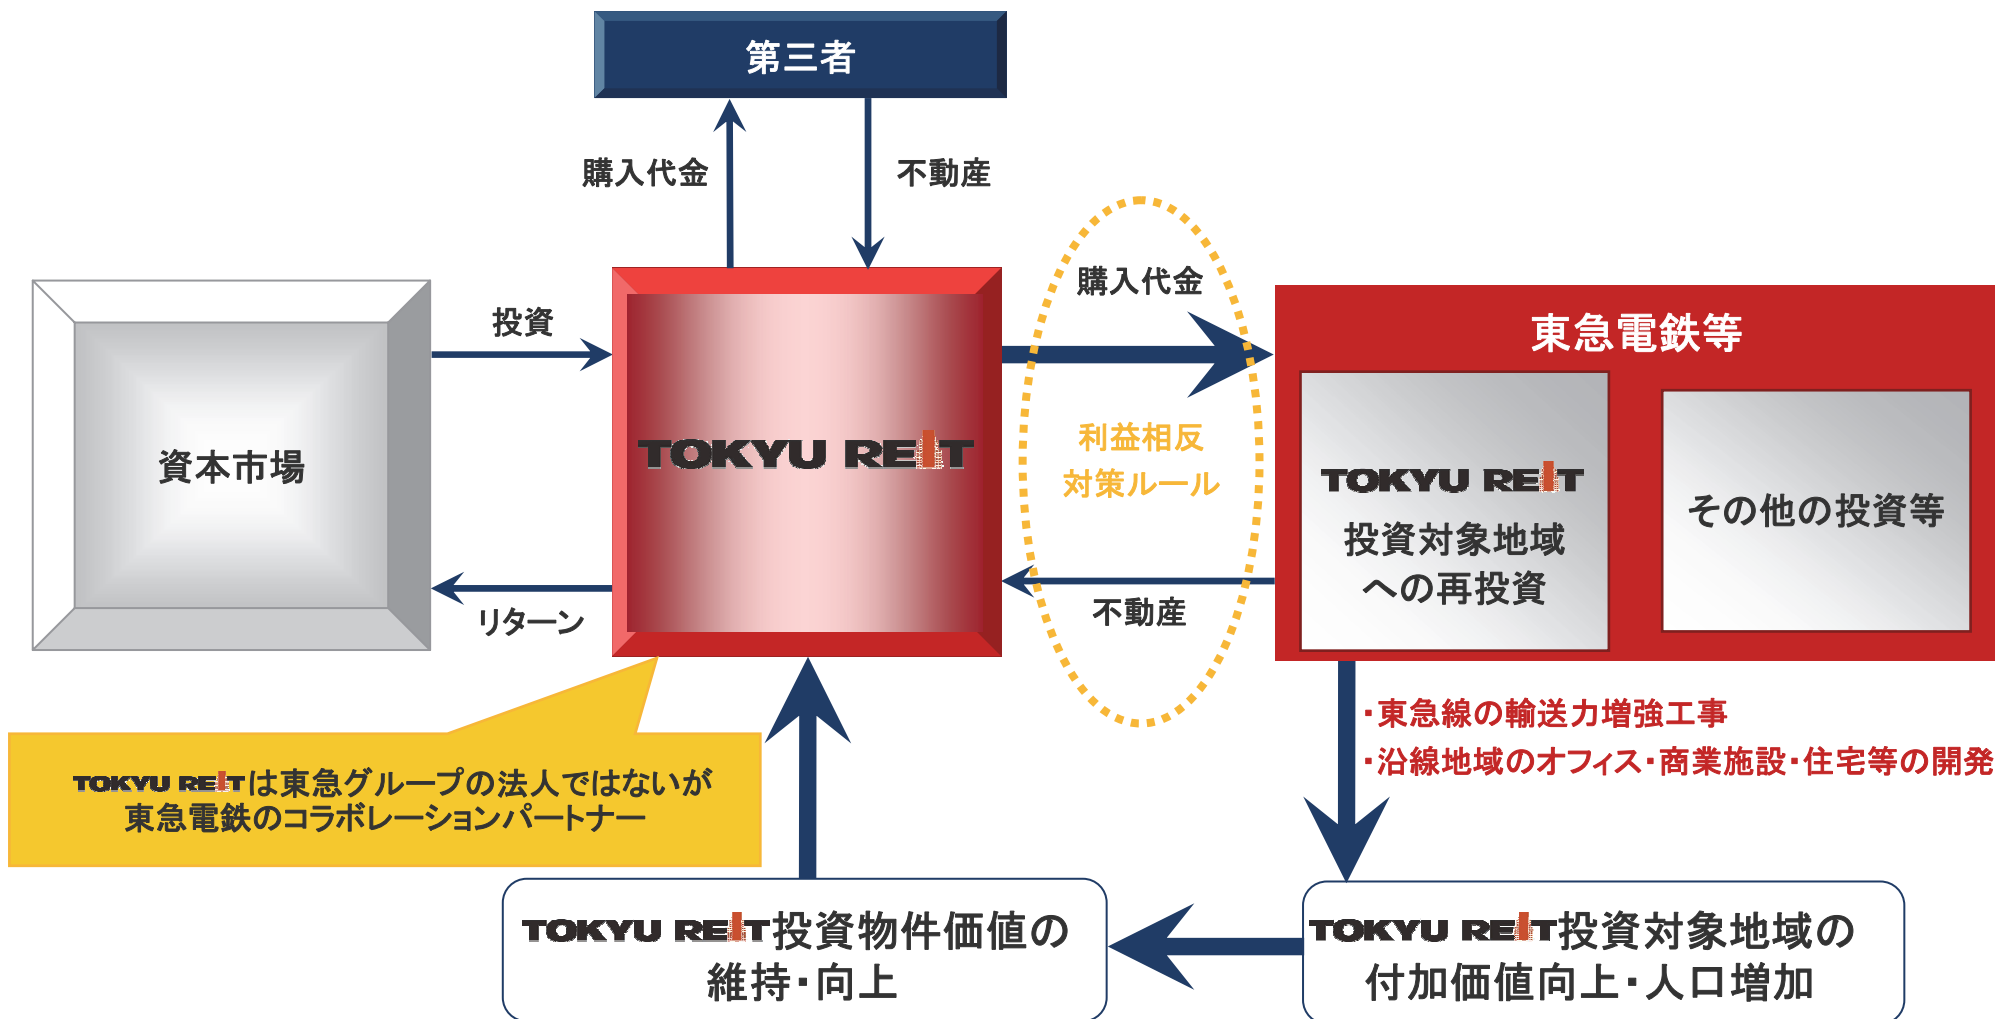 第三者
購入代金
不動産
投資
資本市場
リターン
TOKYU REIT
購入代金
利益相反
対策ルール
不動産
東急電鉄等
TOKYU REIT
投資対象地域
への再投資
その他の投資等
・東急線の輸送力増強工事
・沿線地域のオフィス・商業施設・住宅等の開発
TOKYU REITは東急グループの法人ではないが
東急電鉄のコラボレーションパートナー
TOKYU REIT投資物件価値の
維持・向上
TOKYU REIT投資対象地域の
付加価値向上・人口増加